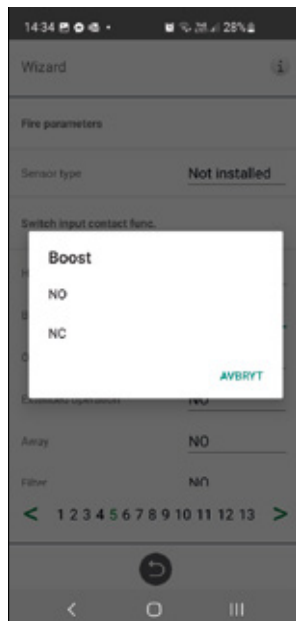 14:34 28%
Wizard
Fire parameters
Sensor type Not installed
Switch input contact func.
Boost
NO
NC
AVBRYT
Extended operation NO
Away NO
Filter NO
< 1 2 3 4 5 6 7 8 9 10 11 12 13 >